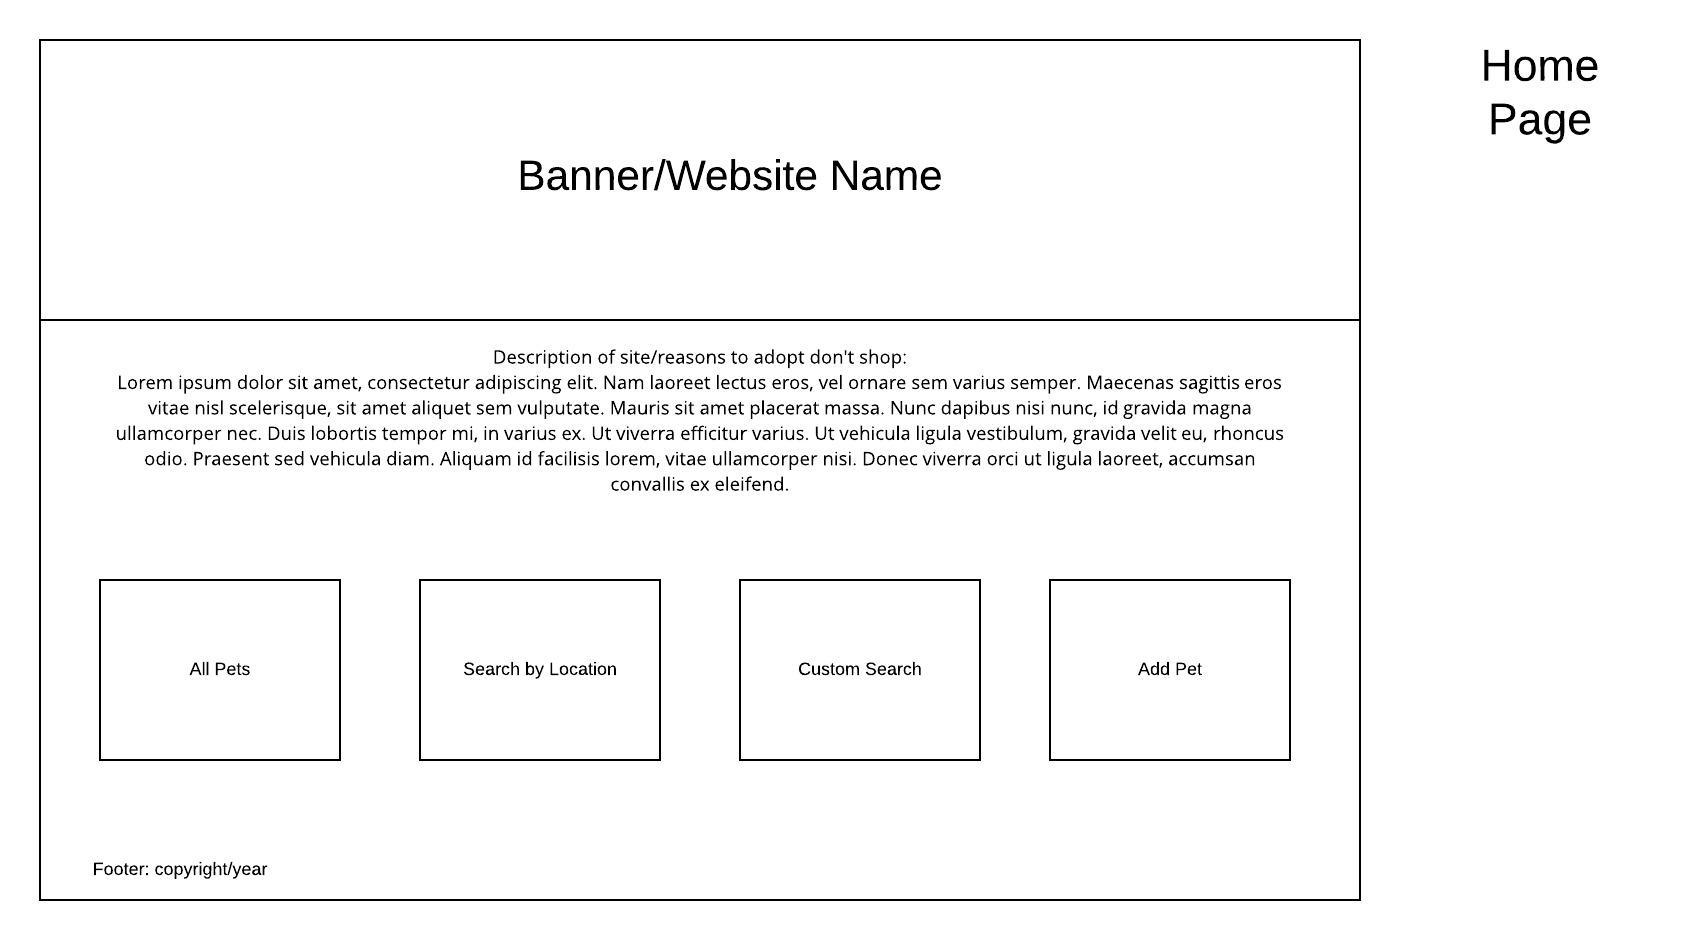 Home
Page
Banner/Website Name
Description of site/reasons to adopt don't shop:
Lorem ipsum dolor sit amet, consectetur adipiscing elit. Nam laoreet lectus eros, vel ornare sem varius semper. Maecenas sagittis eros
vitae nisl scelerisque, sit amet aliquet sem vulputate. Mauris sit amet placerat massa. Nunc dapibus nisi nunc, id gravida magna
ullamcorper nec. Duis lobortis tempor mi, in varius ex. Ut viverra efficitur varius. Ut vehicula ligula vestibulum, gravida velit eu, rhoncus
odio. Praesent sed vehicula diam. Aliquam id facilisis lorem, vitae ullamcorper nisi. Donec viverra orci ut ligula laoreet, accumsan
convallis ex eleifend.
All Pets
Search by Location
Custom Search
Add Pet
Footer: copyright/year